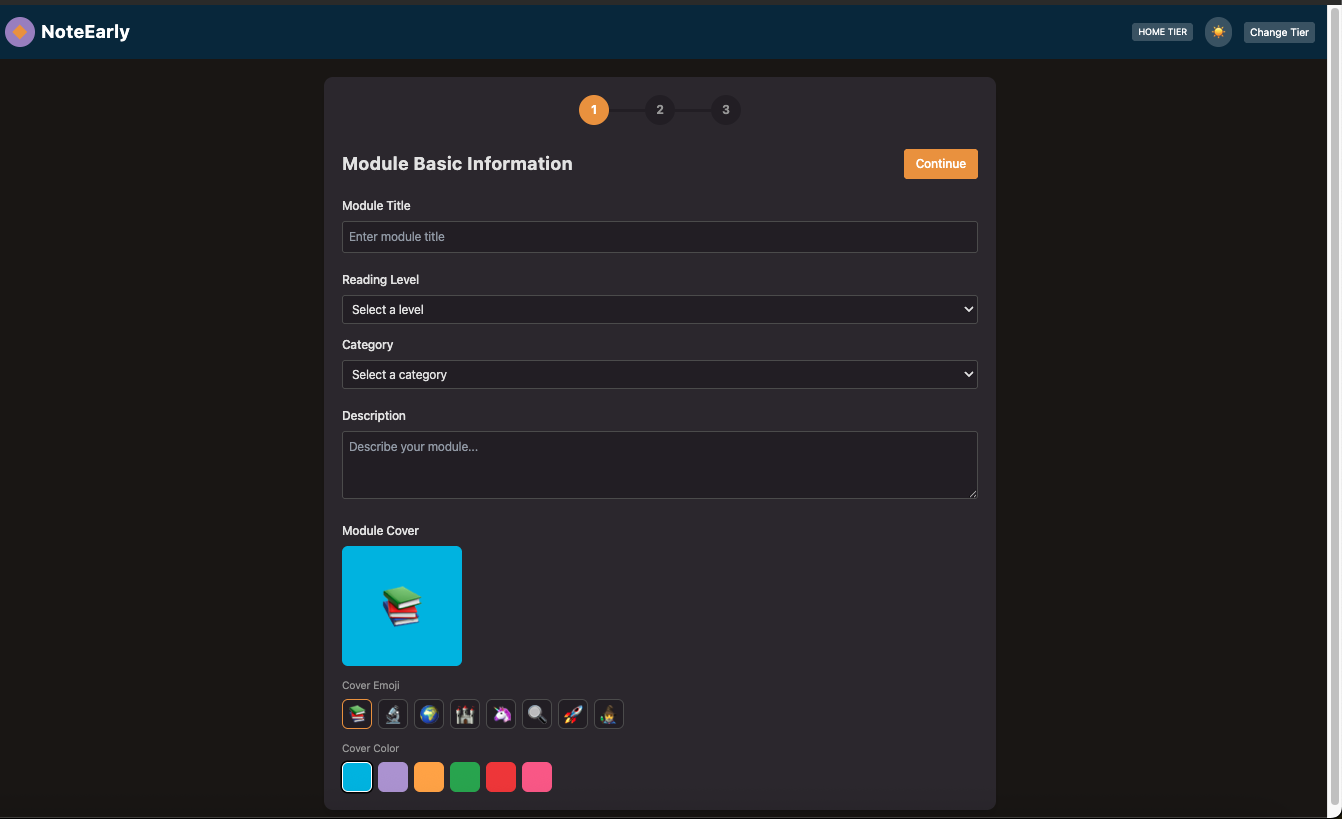 NoteEarly
HOME TIER
Change Tier
1
2
3
Module Basic Information
Continue
Module Title
Enter module title
Reading Level
Select a level
Category
Select a category
Description
Describe your module...
Module Cover
Cover Emoji
Cover Color